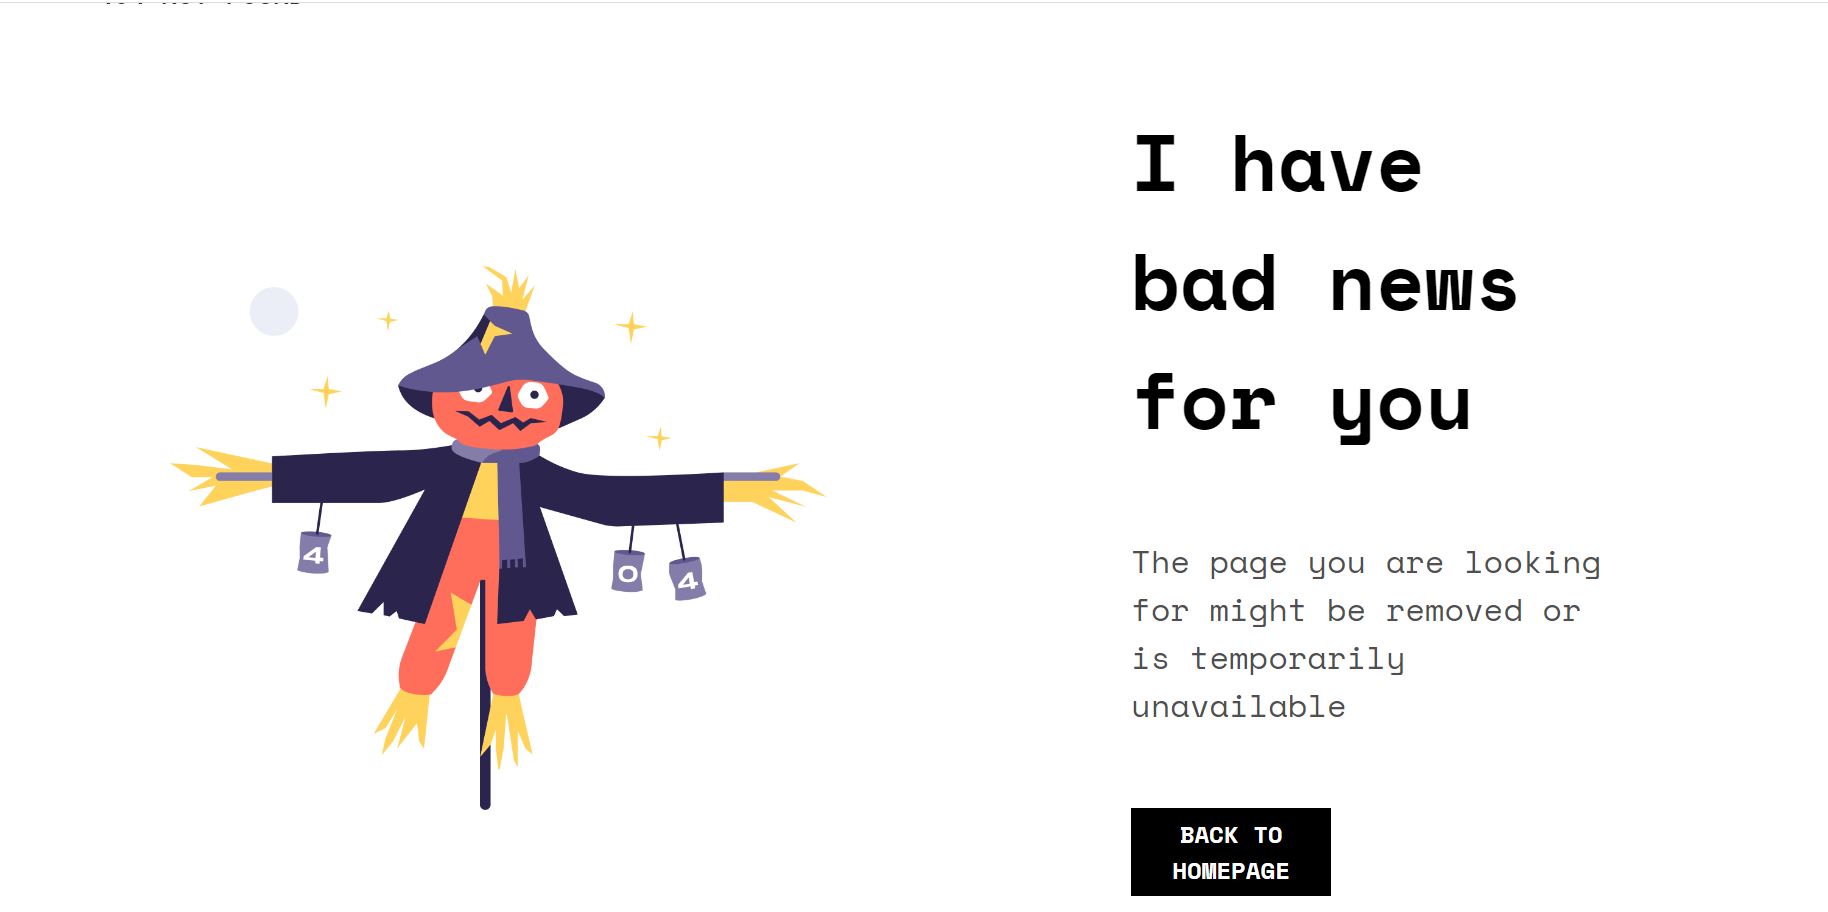 I have
bad news
for you
4
0
4
The page you are looking
for might be removed or
is temporarily
unavailable
BACK TO
HOMEPAGE